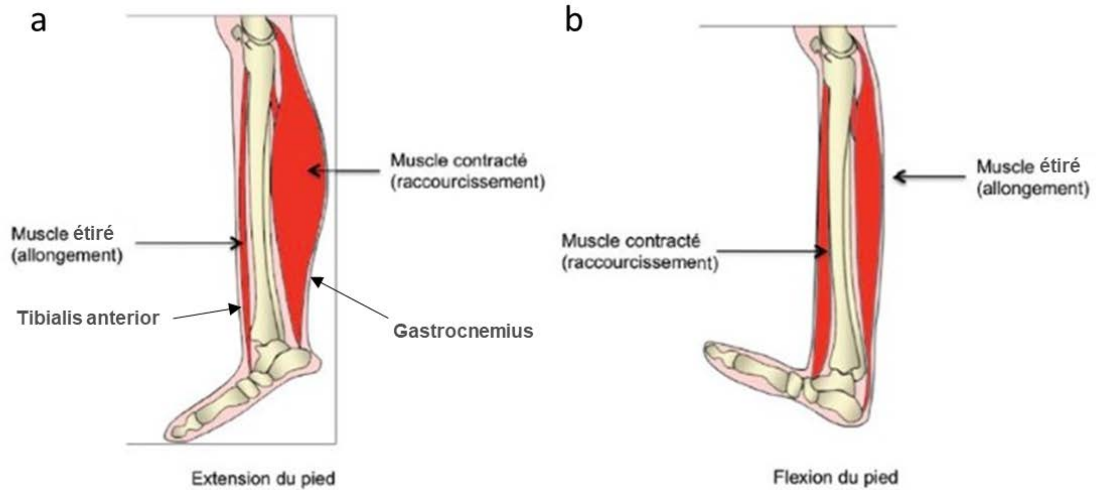 a
Muscle contracté
(raccourcissement)
Muscle étiré
(allongement)
Tibialis anterior
Gastrocnemius
Extension du pied
b
Muscle étiré
(allongement)
Muscle contracté
(raccourcissement)
Flexion du pied